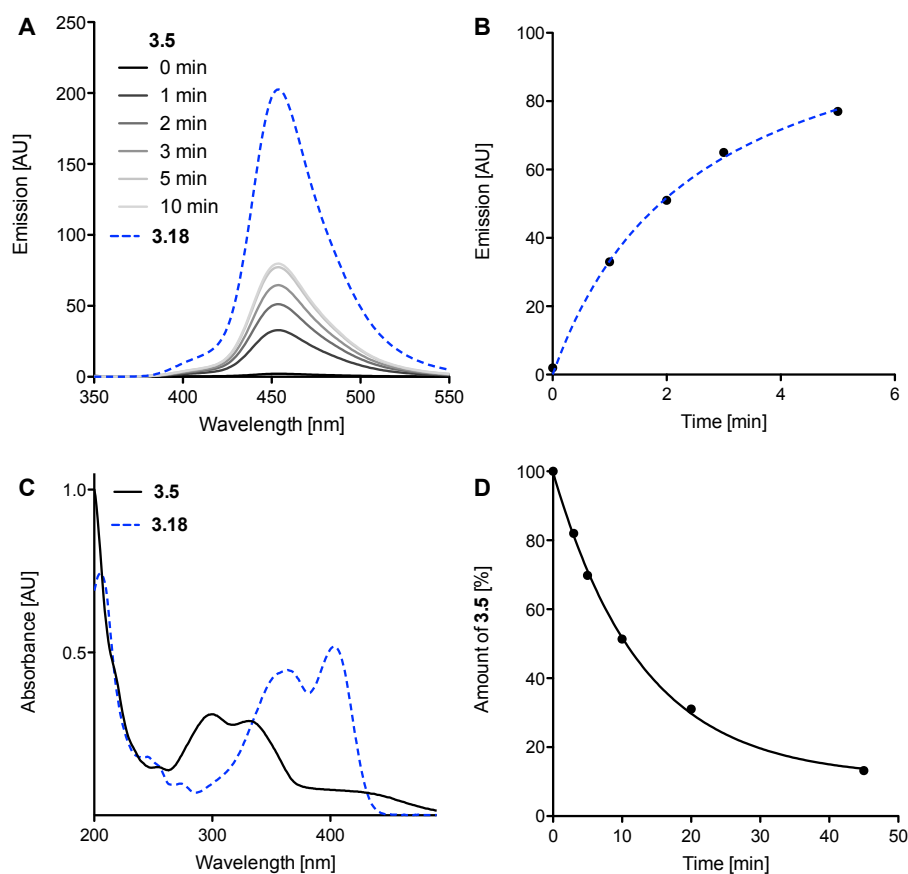 A
250
200
150
100
50
0
Emission [AU]
3.5
0 min
1 min
2 min
3 min
5 min
10 min
3.18
350 400 450 500 550
Wavelength [nm]
B
100
80
60
40
20
0
Emission [AU]
0 2 4 6
Time [min]
C
1.0
0.5
Absorbance [AU]
3.5
3.18
200 300 400
Wavelength [nm]
D
100
80
60
40
20
0
Amount of 3.5 [%]
0 10 20 30 40 50
Time [min]